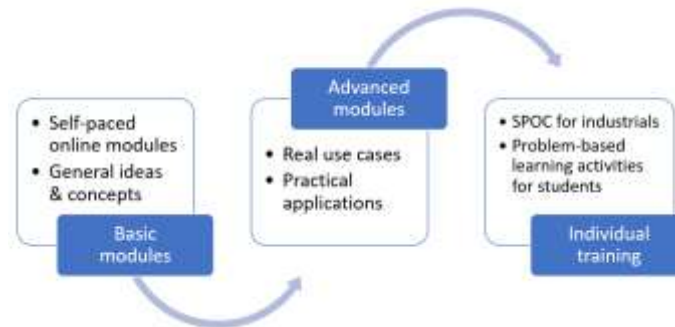 • Self-paced
online modules
• General ideas
& concepts
Basic
modules
Advanced
modules
• Real use cases
• Practical
applications
• SPOC for industrials
• Problem-based
learning activities
for students
Individual
training